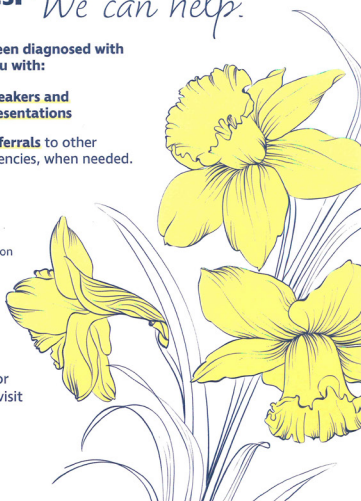 We can help.
een diagnosed with
u with:
eakers and
esentations
ferrals to other
encies, when needed.
on
or
visit